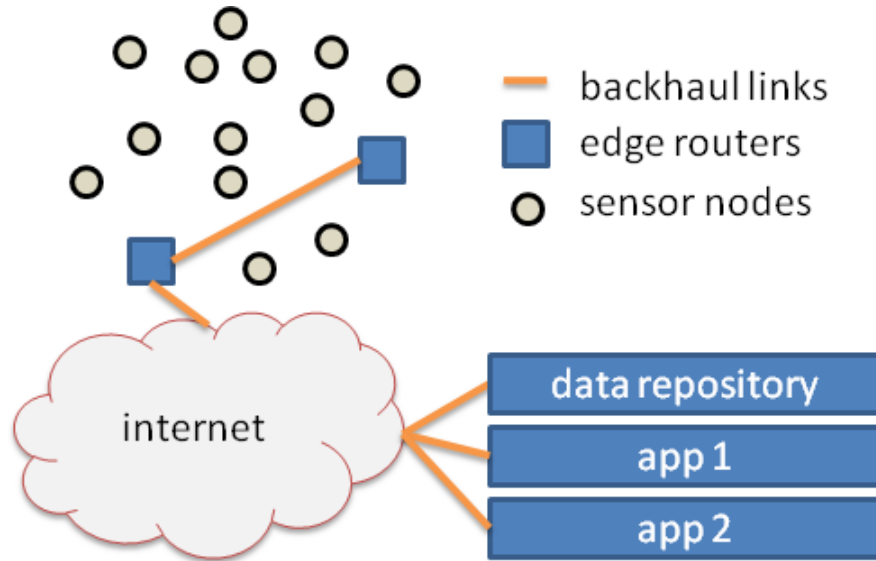 backhaul links
edge routers
sensor nodes
internet
data repository
app 1
app 2